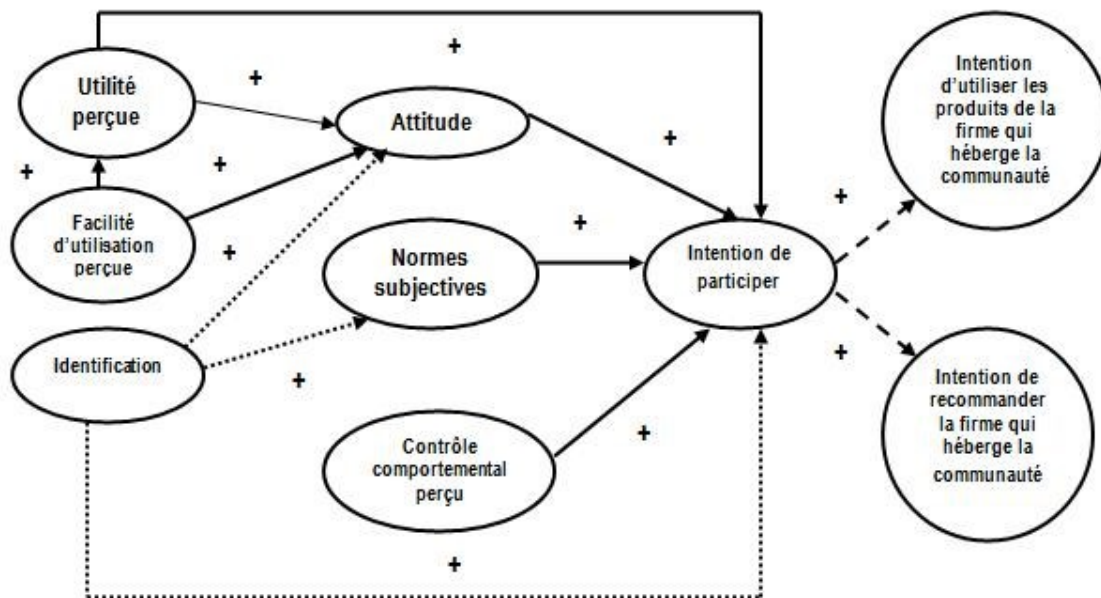 +
Utilité
perçue
+
Attitude
+
+
+
Facilité
d'utilisation
perçue
+
Normes
subjectives
+
Intention de
participer
+
Intention
d'utiliser les
produits de la
firme qui
héberge la
communauté
Identification
+
+
Intention de
recommander
la firme qui
héberge la
communauté
Contrôle
comportemental
perçu
+
+